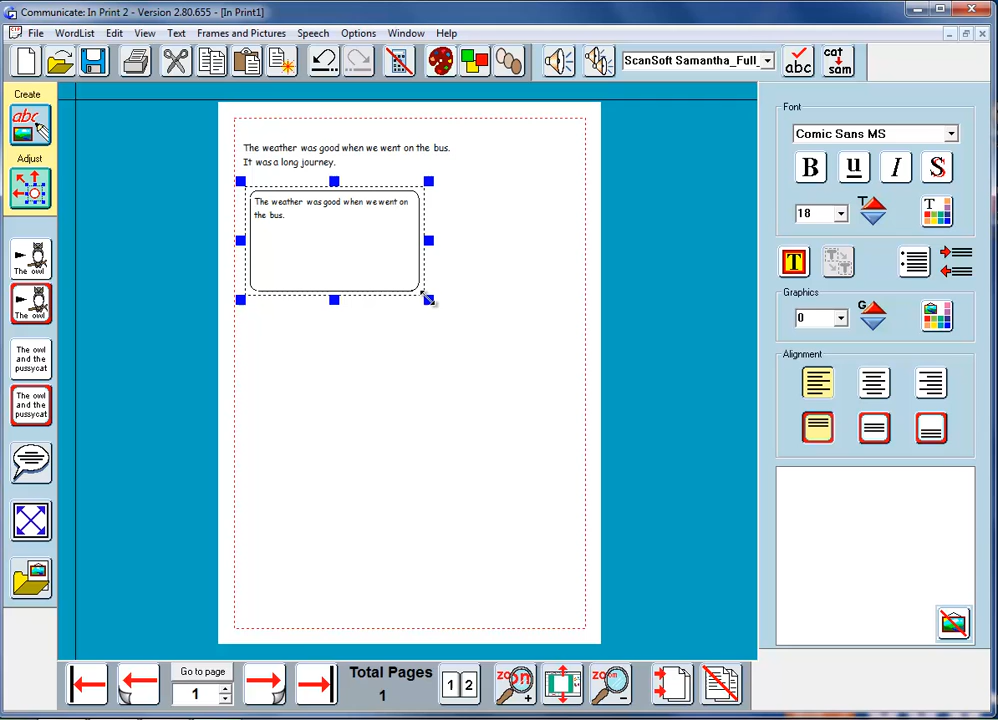 Communicate: In Print 2 - Version 2.80.655 - [In Print1]
File WordList Edit View Text Frames and Pictures Speech Options Window Help
ScanSoft Samantha_Full_
abc
cat
sam
Create
abc
Adjust
The owl
The owl
The owl
and the
pussycat
The owl
and the
pussycat
The weather was good when we went on the bus.
It was a long journey.
The weather was good when we went on
the bus.
Font
Comic Sans MS
B u I S
18
T
T
T
Graphics
0
G
Alignment
Go to page
1
Total Pages
1
1 2
zoom
+
zoom
-